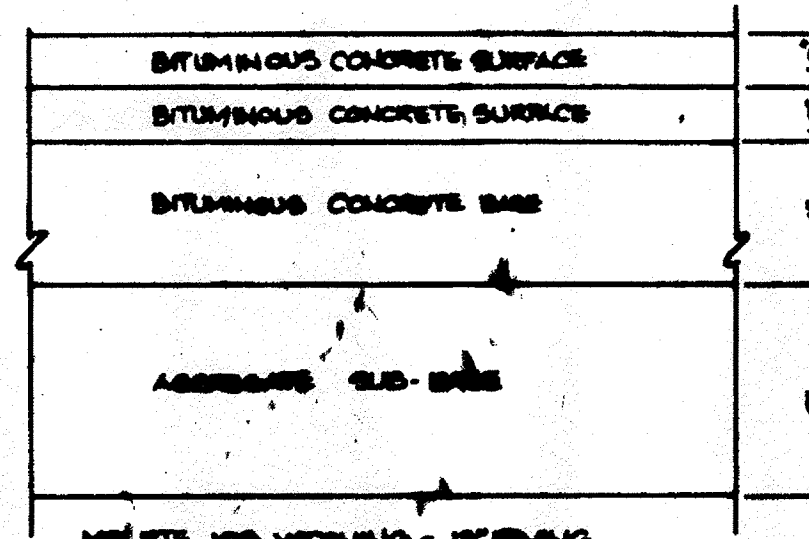 BITUMINOUS CONCRETE SURFACE
BITUMINOUS CONCRETE SURFACE
BITUMINOUS CONCRETE BASE
AGGREGATE SUB-BASE